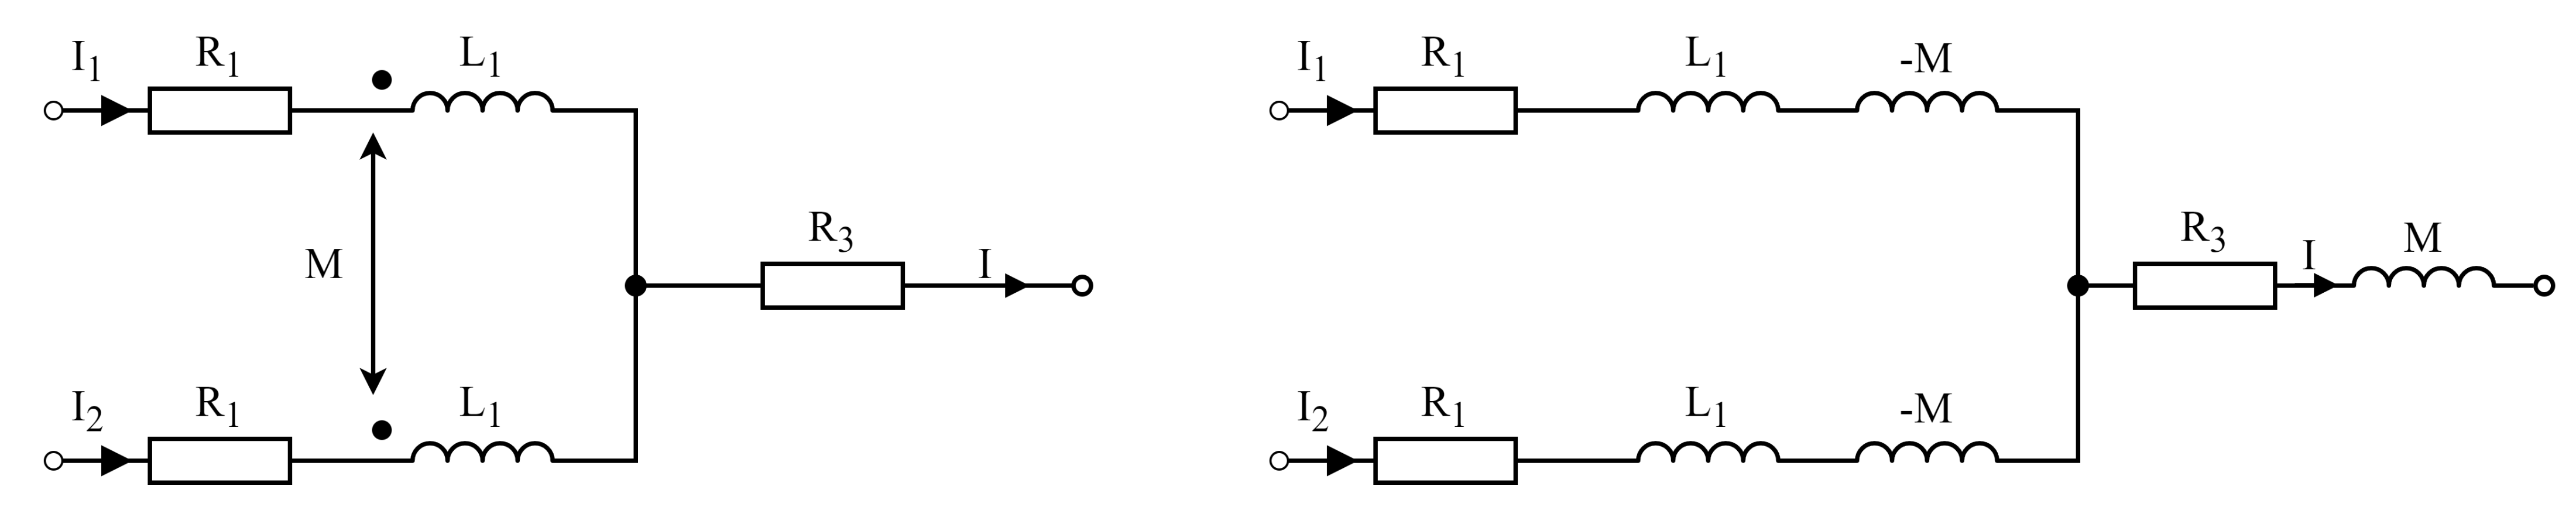 I₁ R₁ L₁
M
R₃ I
I₂ R₁ L₁
I₁ R₁ L₁ -M
R₃ I M
I₂ R₁ L₁ -M